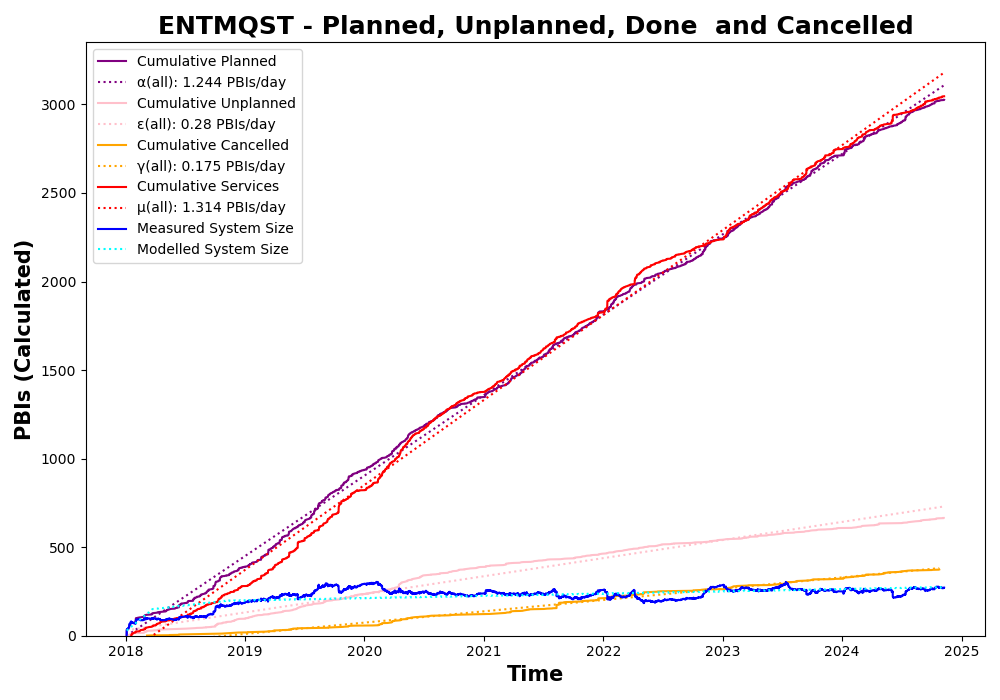 ENTMQST - Planned, Unplanned, Done  and Cancelled
Cumulative Planned
α(all): 1.244 PBIs/day
Cumulative Unplanned
ε(all): 0.28 PBIs/day
Cumulative Cancelled
γ(all): 0.175 PBIs/day
Cumulative Services
μ(all): 1.314 PBIs/day
Measured System Size
Modelled System Size
PBIs (Calculated)
3000
2500
2000
1500
1000
500
0
2018 2019 2020 2021 2022 2023 2024 2025
Time